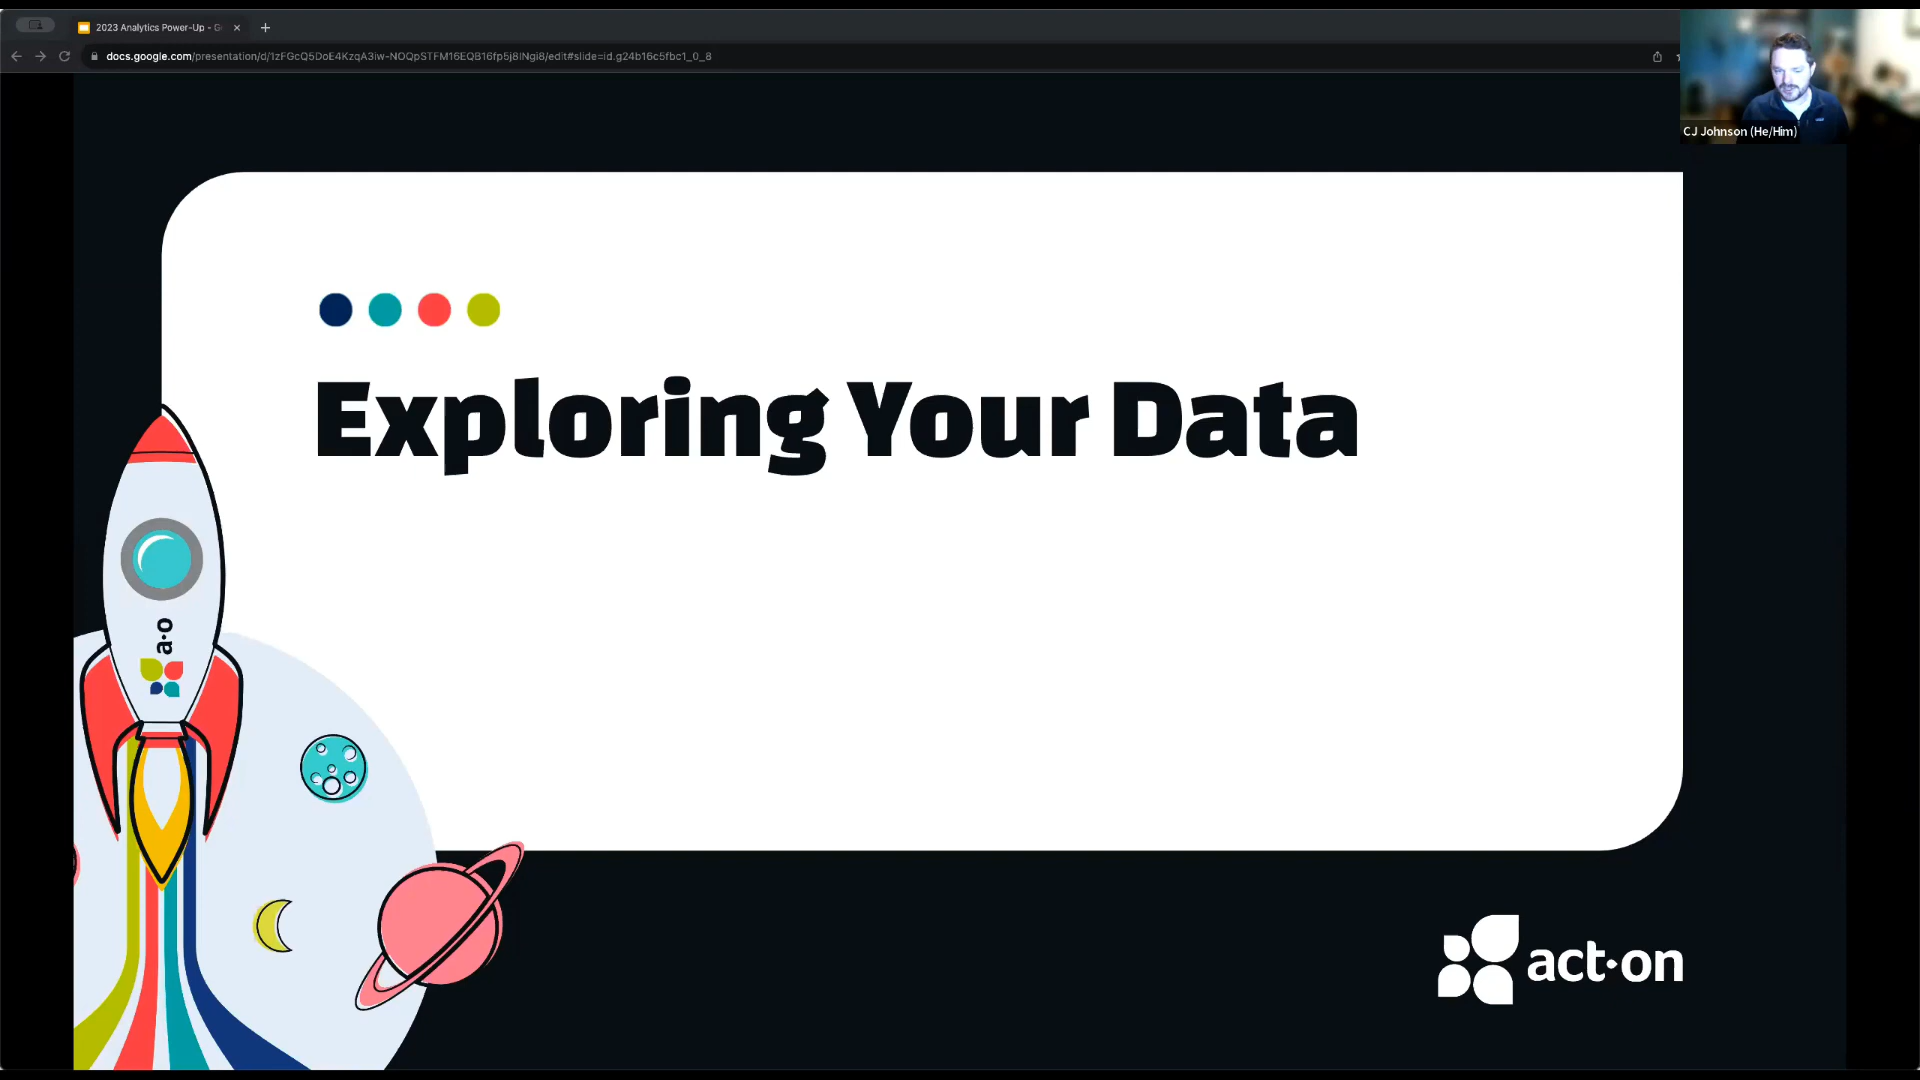 2023 Analytics Power-Up - G
docs.google.com/presentation/d/1zFGcQ5DoE4KzqA3iw-NOQpSTFM16EQB16fp5j8lNgi8/edit#slide=id.g24b16c5fbc1_0_8
CJ Johnson (He/Him)
Exploring Your Data
a·o
act·on